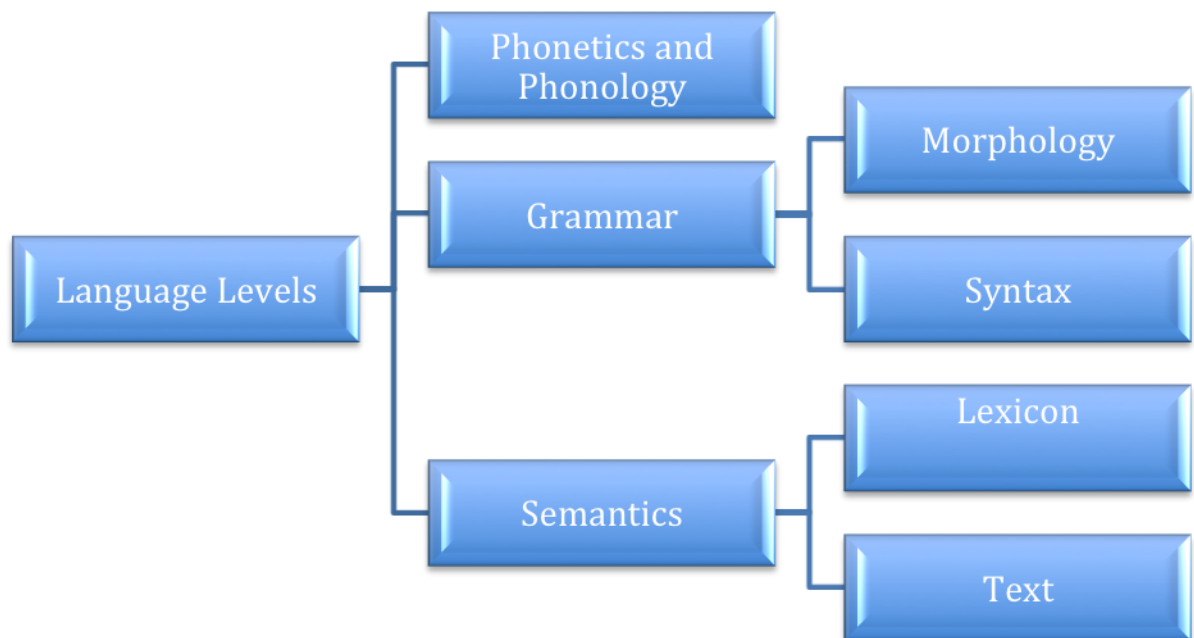 Phonetics and
Phonology
Morphology
Grammar
Language Levels
Syntax
Lexicon
Semantics
Text